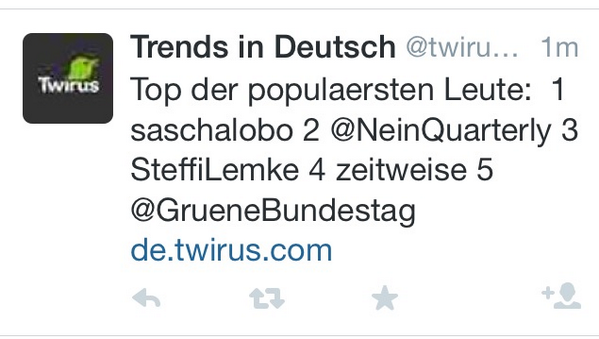 Twirus
Trends in Deutsch @twiru... 1m
Top der populaersten Leute: 1
saschalobo 2 @NeinQuarterly 3
SteffiLemke 4 zeitweise 5
@GrueneBundestag
de.twirus.com